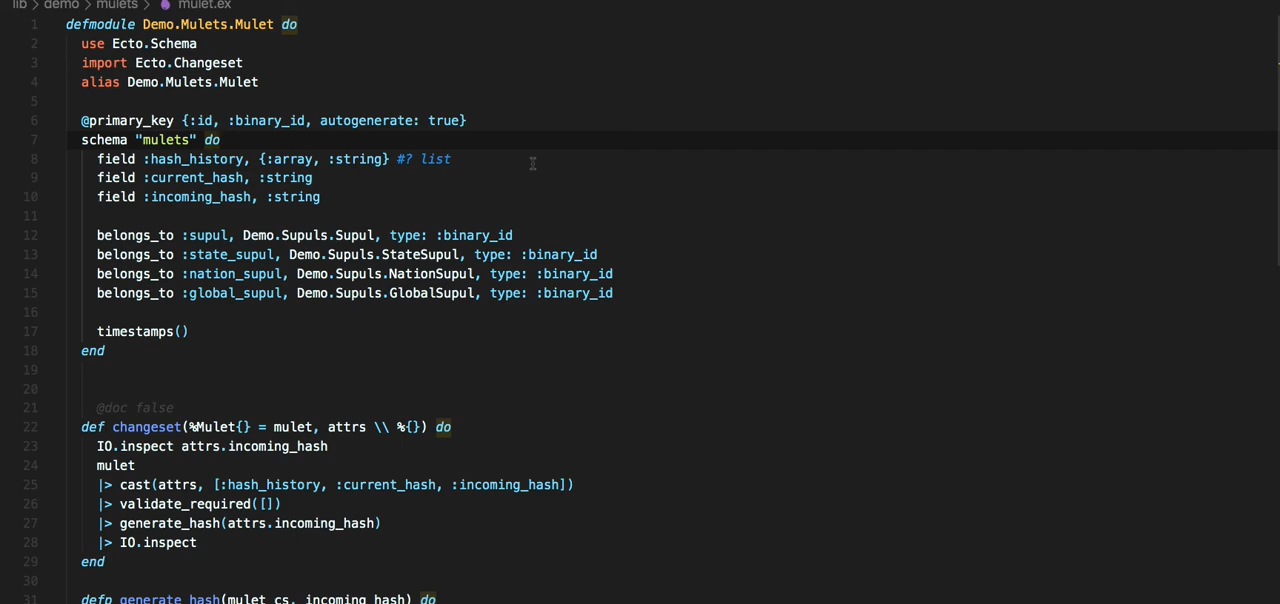 lib > demo > mulets > mulet.ex
1 defmodule Demo.Mulets.Mulet do
2 use Ecto.Schema
3 import Ecto.Changeset
4 alias Demo.Mulets.Mulet
5
6 @primary_key {:id, :binary_id, autogenerate: true}
7 schema "mulets" do
8 field :hash_history, {:array, :string} #? list
9 field :current_hash, :string
10 field :incoming_hash, :string
11
12 belongs_to :supul, Demo.Supuls.Supul, type: :binary_id
13 belongs_to :state_supul, Demo.Supuls.StateSupul, type: :binary_id
14 belongs_to :nation_supul, Demo.Supuls.NationSupul, type: :binary_id
15 belongs_to :global_supul, Demo.Supuls.GlobalSupul, type: :binary_id
16
17 timestamps()
18 end
19
20
21 @doc false
22 def changeset(%Mulet{} = mulet, attrs \\ %{}) do
23 IO.inspect attrs.incoming_hash
24 mulet
25 |> cast(attrs, [:hash_history, :current_hash, :incoming_hash])
26 |> validate_required([])
27 |> generate_hash(attrs.incoming_hash)
28 |> IO.inspect
29 end
30
31 defp generate_hash(mulet_cs, incoming_hash) do